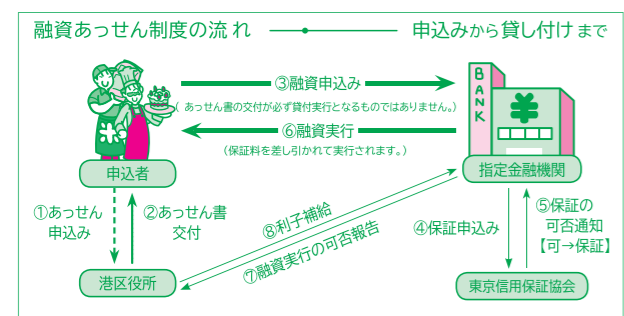 融資あっせん制度の流れ
申込みから貸し付けまで
③融資申込み
(あっせん書の交付が必ず貸付実行となるものではありません。)
⑥融資実行
(保証料を差し引かれて実行されます。)
BANK
¥
申込者
指定金融機関
①あっせん
申込み
②あっせん書
交付
⑧利子補給
⑦融資実行の可否報告
④保証申込み
⑤保証の
可否通知
【可→保証】
港区役所
東京信用保証協会